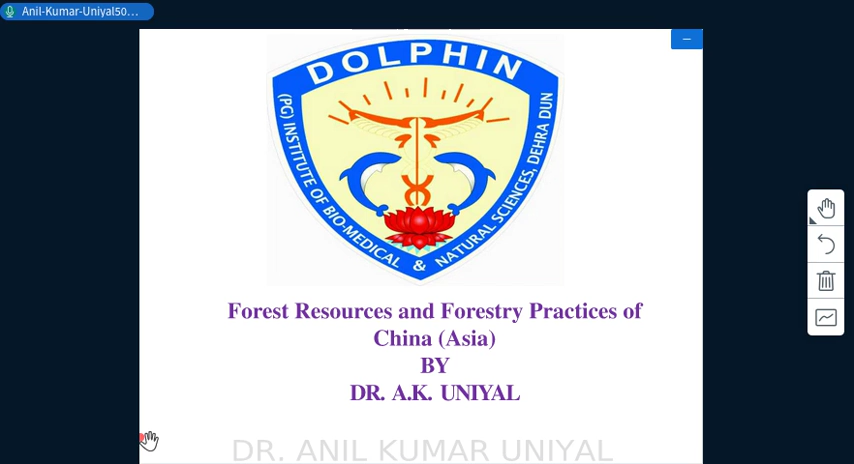 Anil-Kumar-Uniyal50...
DOLPHIN
(PG) INSTITUTE OF BIO-MEDICAL & NATURAL SCIENCES, DEHRA DUN
Forest Resources and Forestry Practices of
China (Asia)
BY
DR. A.K. UNIYAL
DR. ANIL KUMAR UNIYAL